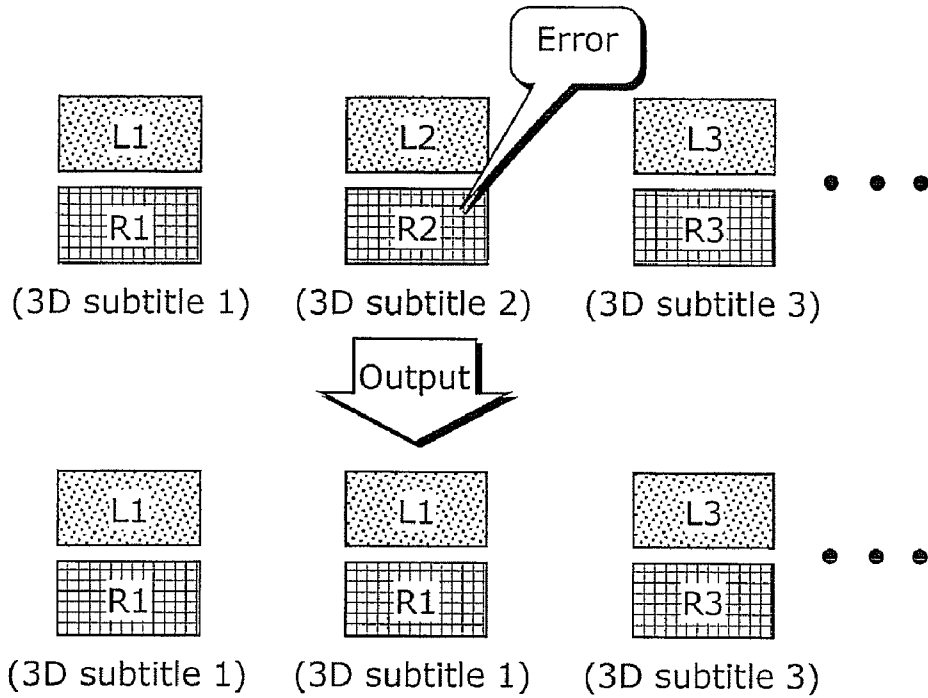 Error
L1 L2 L3
R1 R2 R3
(3D subtitle 1) (3D subtitle 2) (3D subtitle 3)
Output
L1 L1 L3
R1 R1 R3
(3D subtitle 1) (3D subtitle 1) (3D subtitle 3)